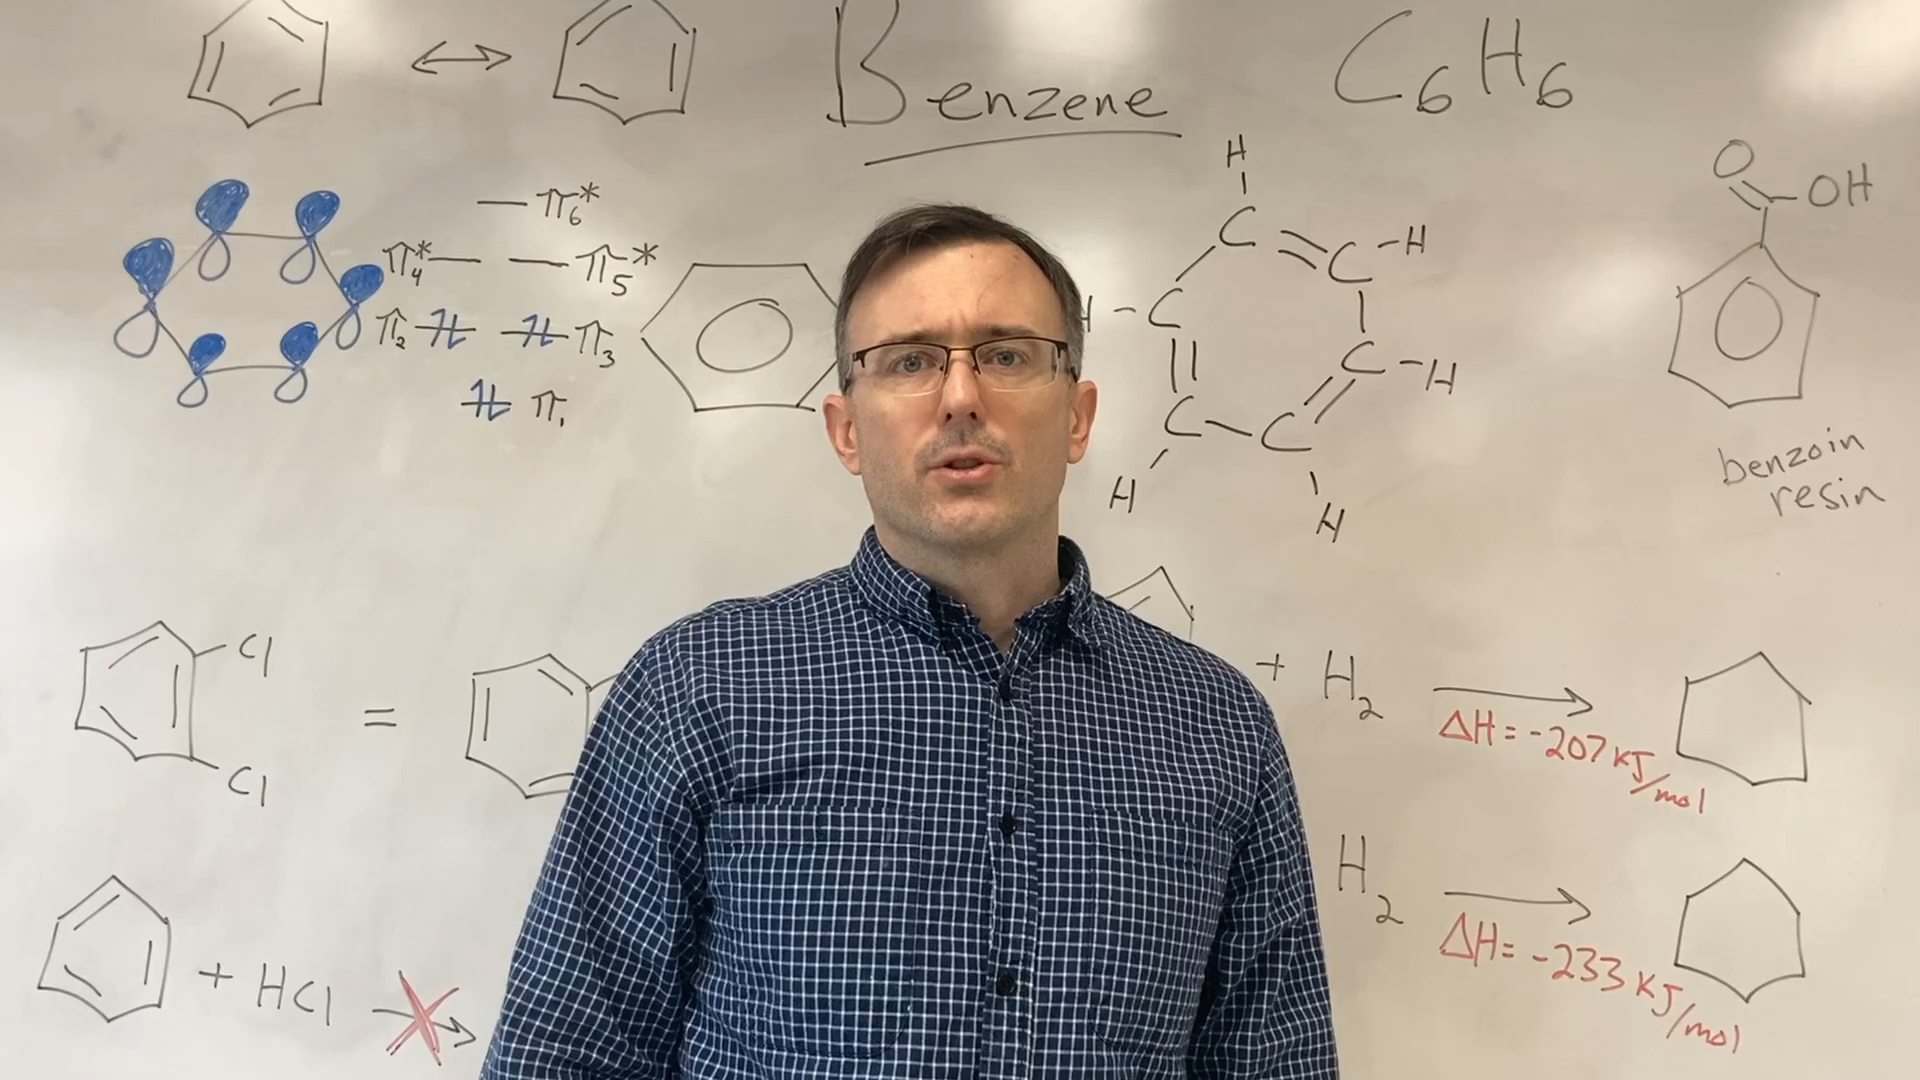 Benzene
C6H6
H
C
C-H
H-C
C-H
C
C
H
H
O
OH
benzoin
resin
π6*
π4*
π5*
π2
π3
π1
Cl
=
Cl
+ H2
ΔH = -207 kJ/mol
H2
ΔH = -233 kJ/mol
+ HCl